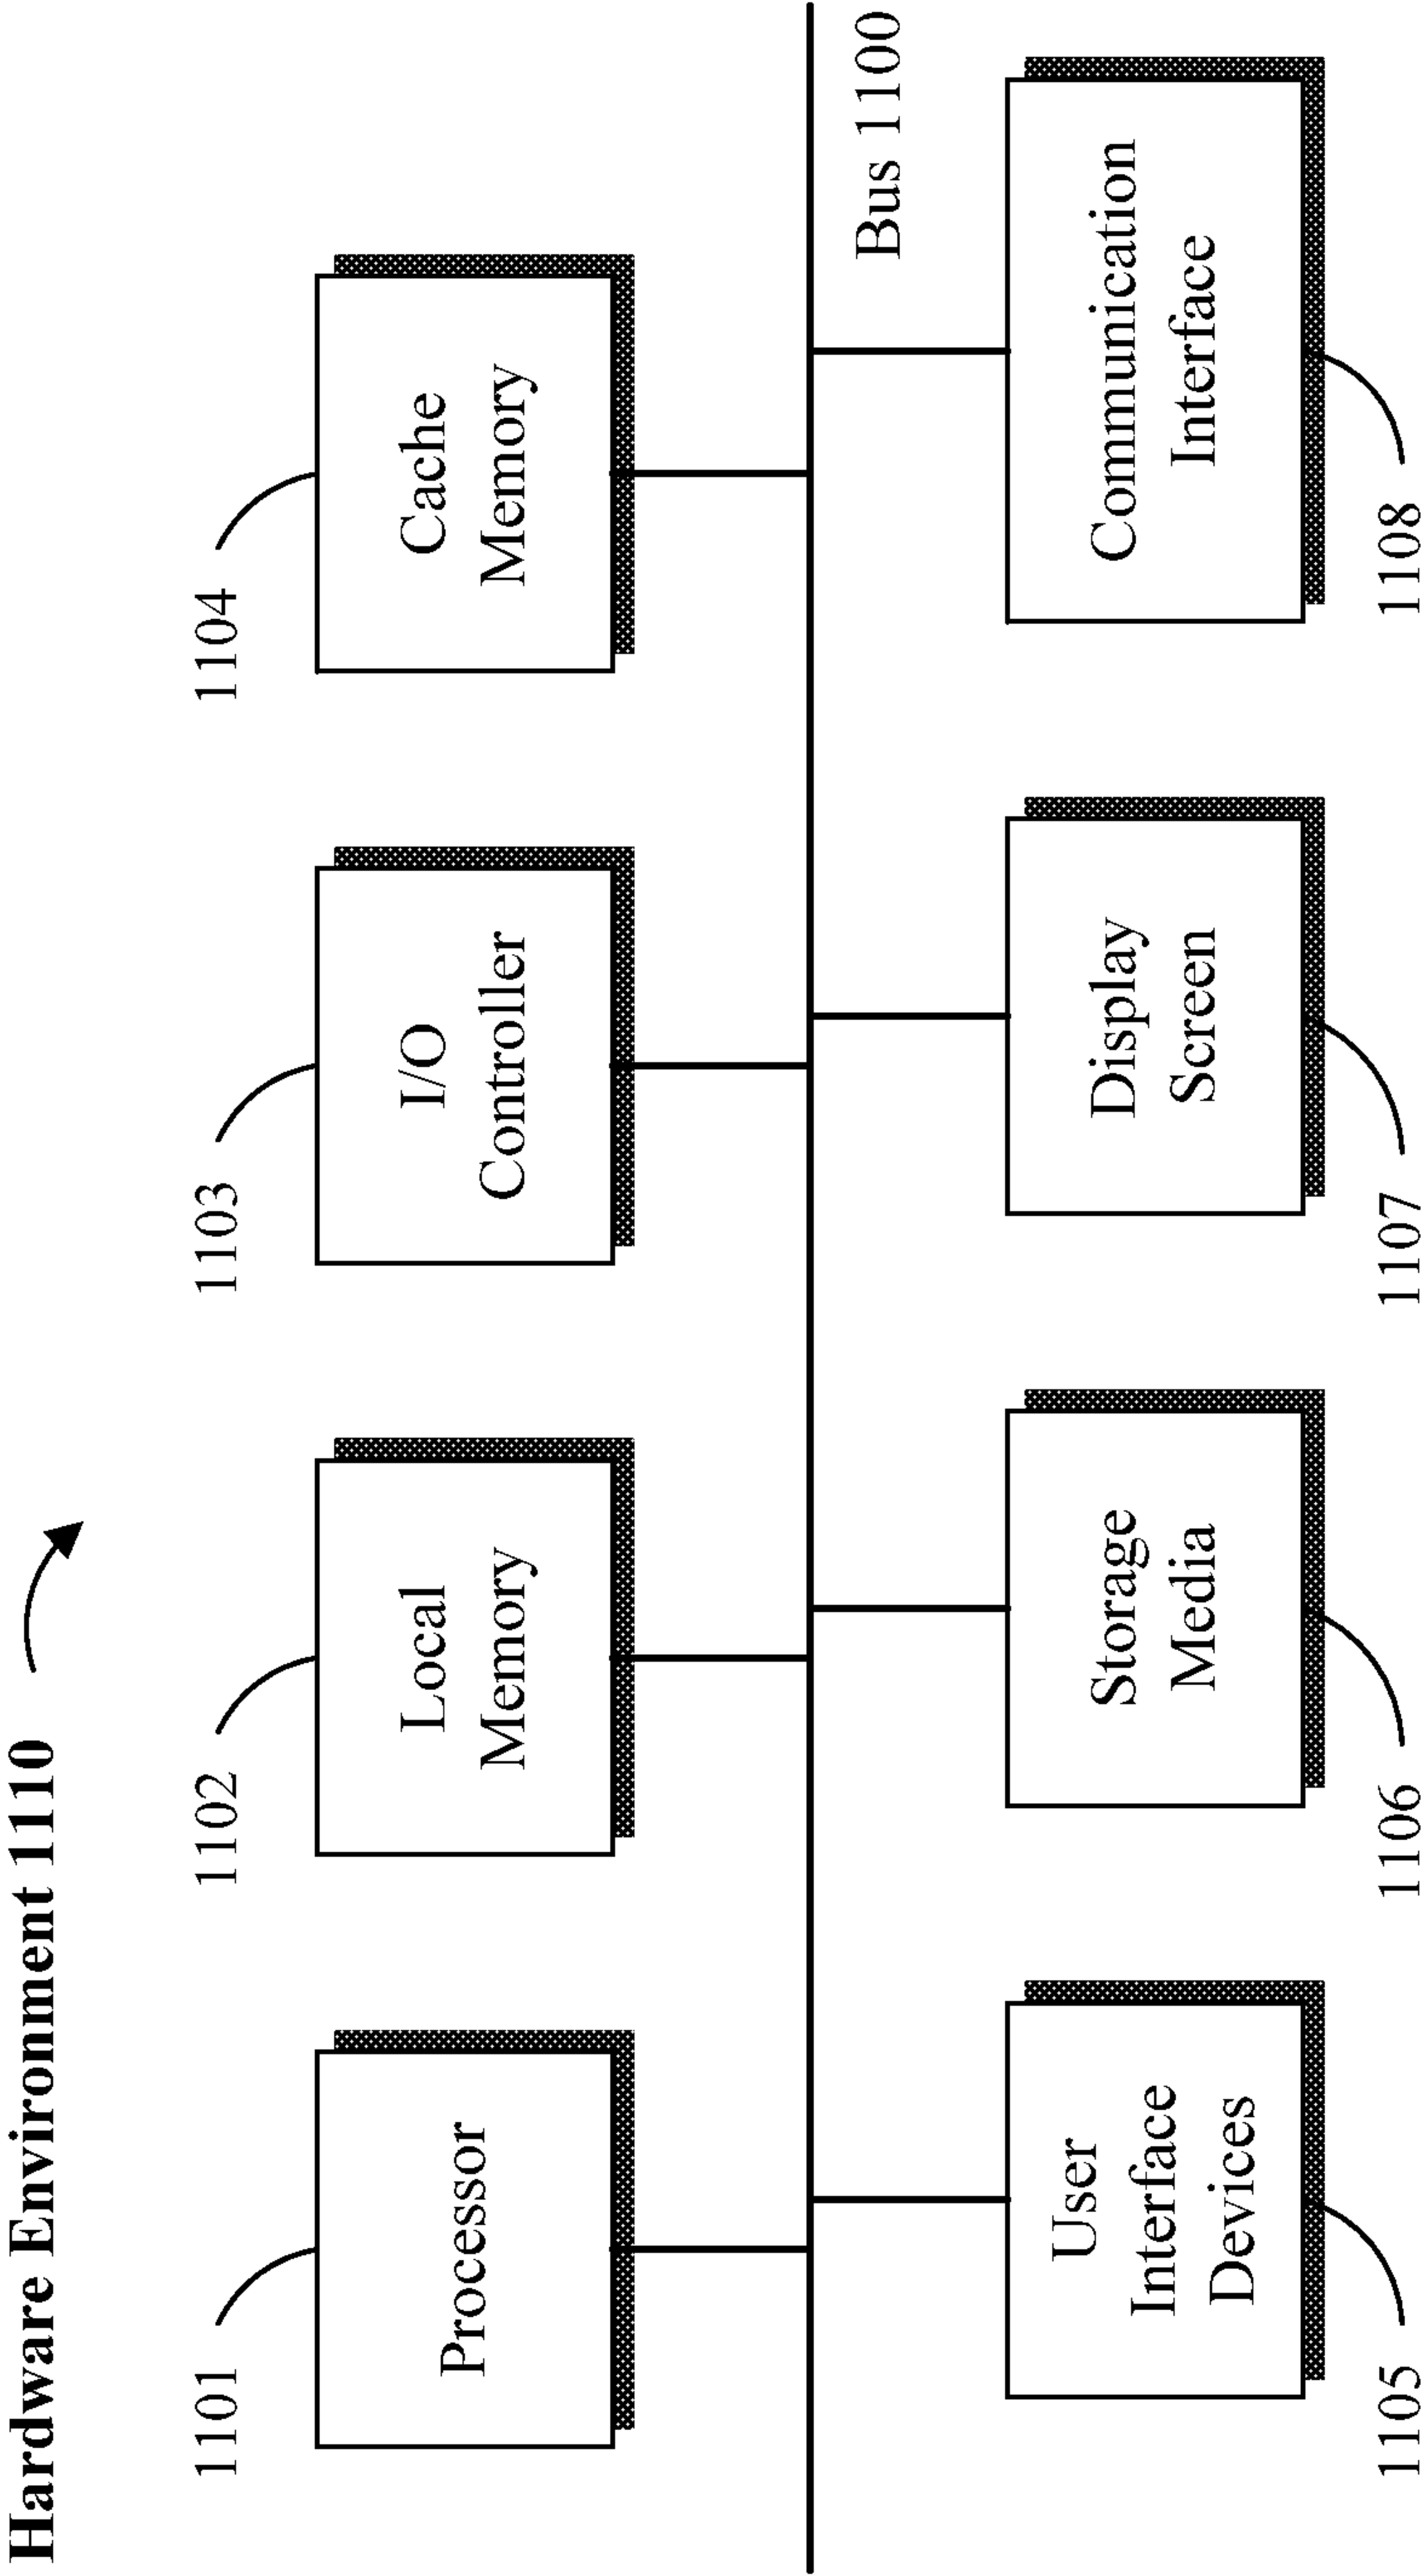 Hardware Environment 1110
1101
1102
1103
1104
Processor
Local
Memory
I/O
Controller
Cache
Memory
Bus 1100
User
Interface
Devices
Storage
Media
Display
Screen
Communication
Interface
1105
1106
1107
1108